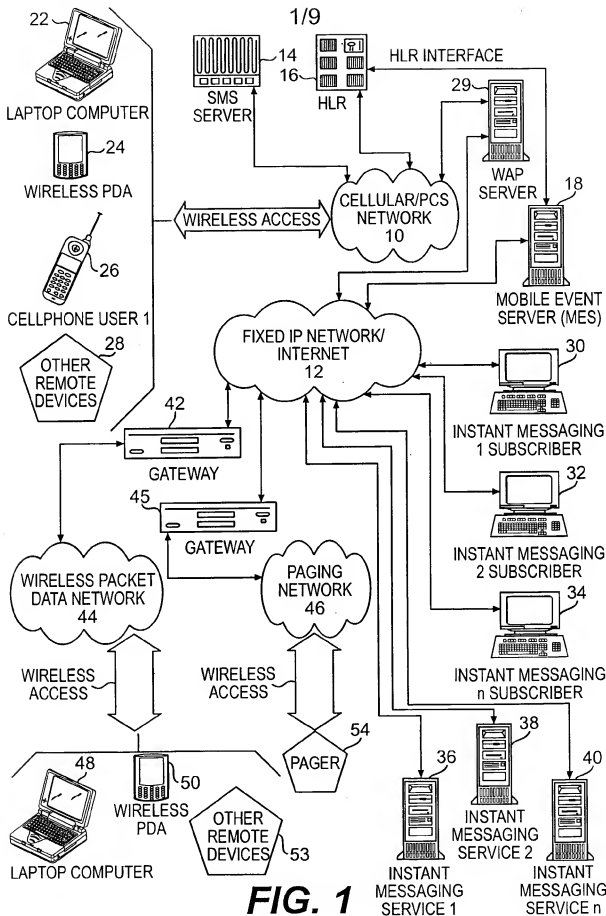 1/9
22
LAPTOP COMPUTER
24
WIRELESS PDA
26
CELLPHONE USER 1
28
OTHER
REMOTE
DEVICES
14
SMS
SERVER
16
HLR
HLR INTERFACE
29
WAP
SERVER
18
MOBILE EVENT
SERVER (MES)
WIRELESS ACCESS
CELLULAR/PCS
NETWORK
10
FIXED IP NETWORK/
INTERNET
12
30
INSTANT MESSAGING
1 SUBSCRIBER
32
INSTANT MESSAGING
2 SUBSCRIBER
34
INSTANT MESSAGING
n SUBSCRIBER
42
GATEWAY
45
GATEWAY
WIRELESS PACKET
DATA NETWORK
44
PAGING
NETWORK
46
WIRELESS
ACCESS
WIRELESS
ACCESS
54
PAGER
48
LAPTOP COMPUTER
50
WIRELESS
PDA
OTHER
REMOTE
DEVICES
53
36
INSTANT
MESSAGING
SERVICE 1
38
INSTANT
MESSAGING
SERVICE 2
40
INSTANT
MESSAGING
SERVICE n
FIG. 1